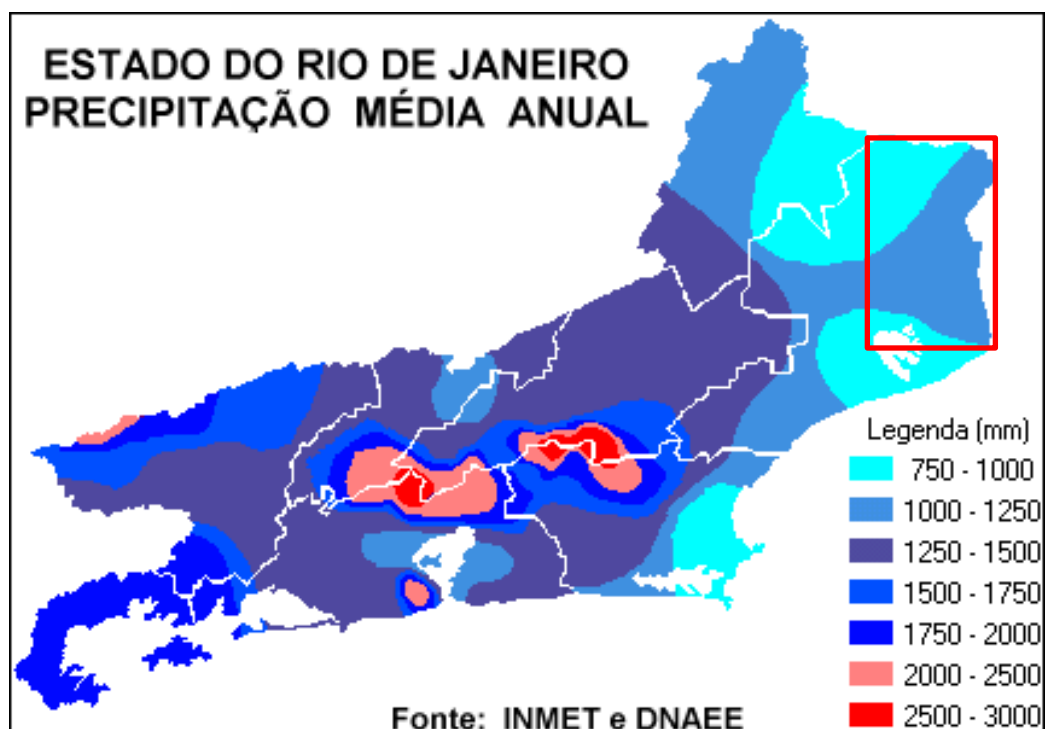 ESTADO DO RIO DE JANEIRO
PRECIPITAÇÃO MÉDIA ANUAL
Legenda (mm)
750 - 1000
1000 - 1250
1250 - 1500
1500 - 1750
1750 - 2000
2000 - 2500
2500 - 3000
Fonte: INMET e DNAEE